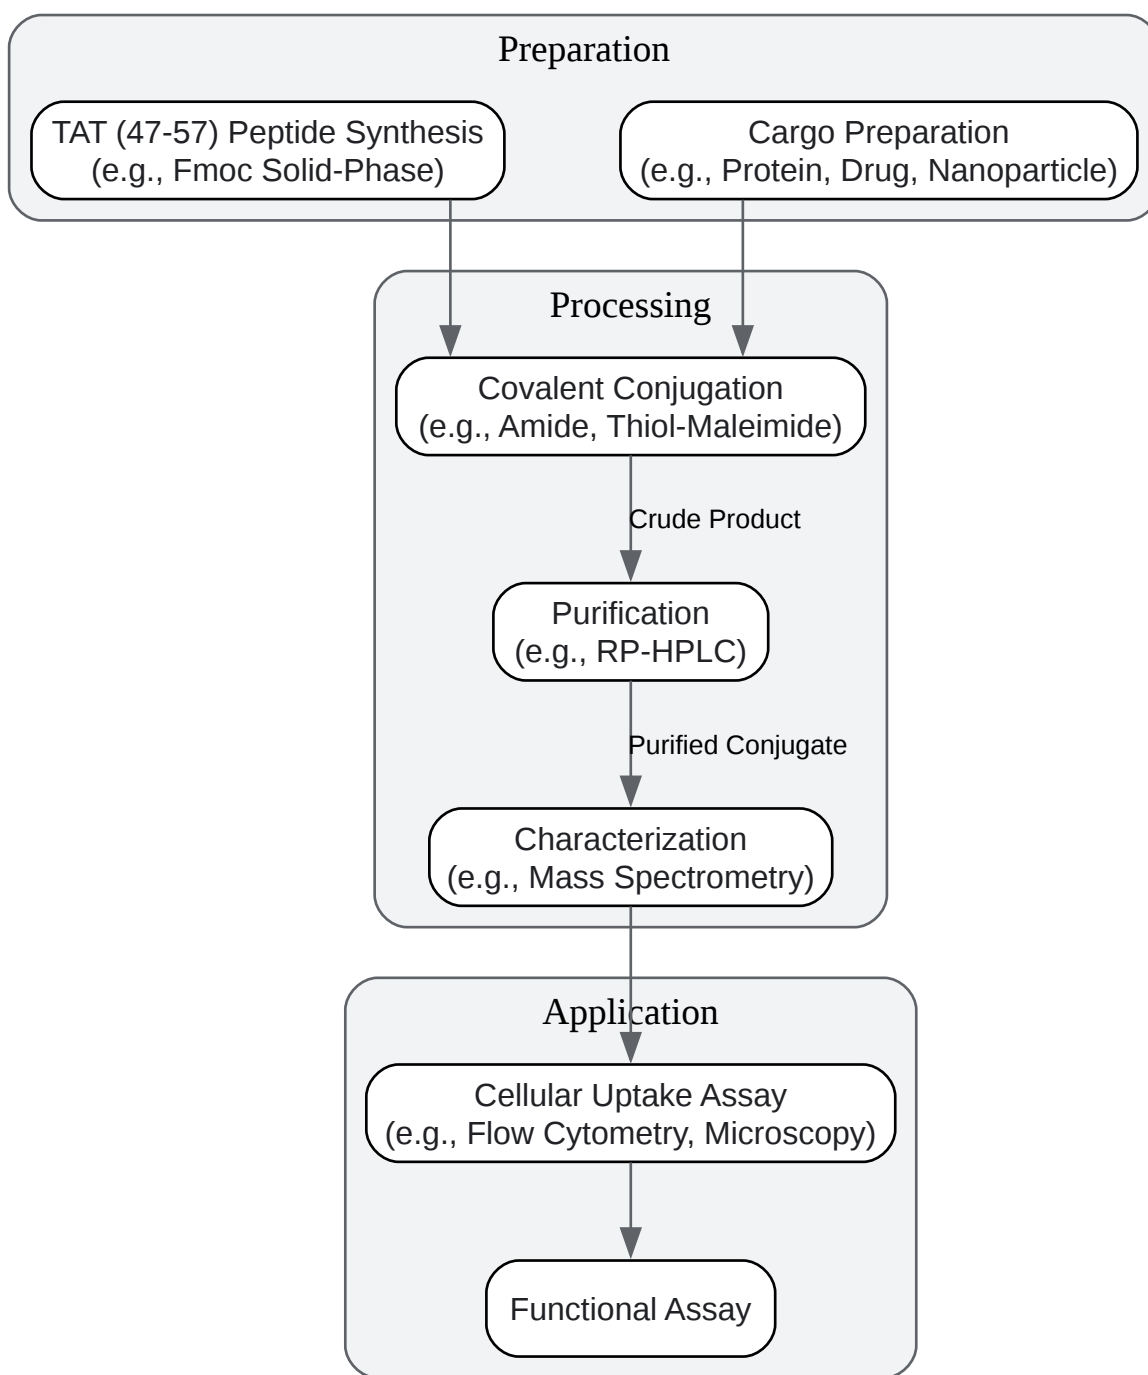 Preparation
TAT (47-57) Peptide Synthesis
(e.g., Fmoc Solid-Phase)
Cargo Preparation
(e.g., Protein, Drug, Nanoparticle)
Processing
Covalent Conjugation
(e.g., Amide, Thiol-Maleimide)
Crude Product
Purification
(e.g., RP-HPLC)
Purified Conjugate
Characterization
(e.g., Mass Spectrometry)
Application
Cellular Uptake Assay
(e.g., Flow Cytometry, Microscopy)
Functional Assay